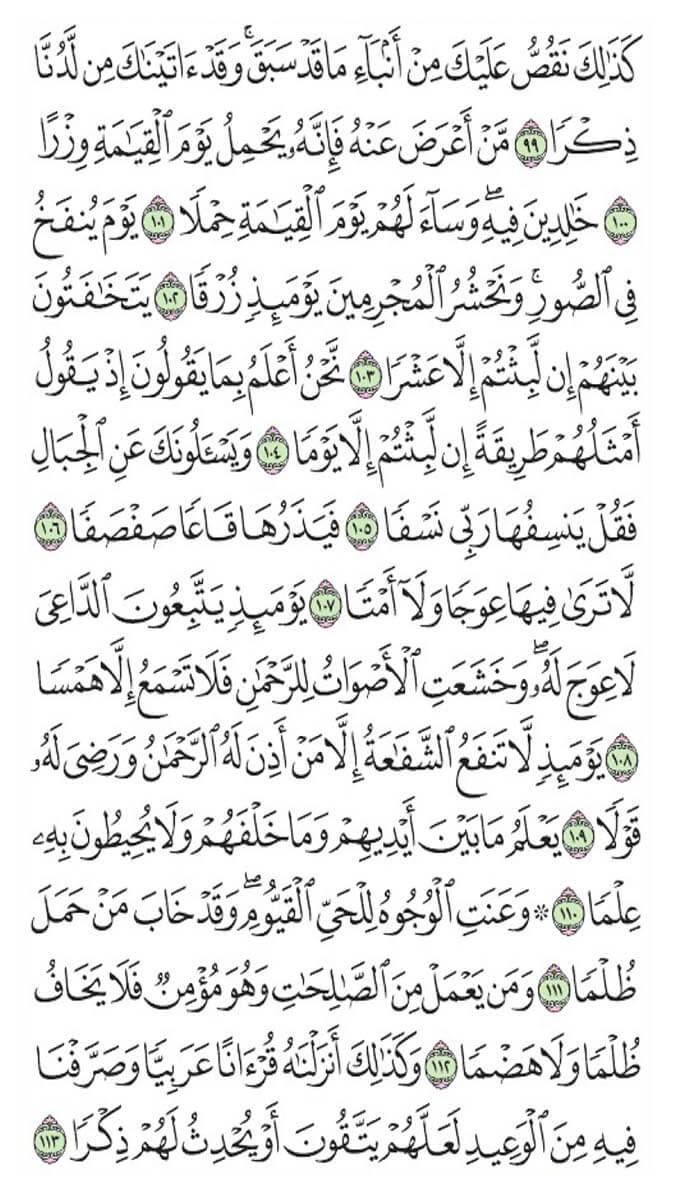 كَذَٰلِكَ نَقُصُّ عَلَيْكَ مِنْ أَنۢبَآءِ مَا قَدْ سَبَقَۚ وَقَدْ ءَاتَيْنَٰكَ مِن لَّدُنَّا
ذِكْرًا ٩٩ مَّنْ أَعْرَضَ عَنْهُ فَإِنَّهُۥ يَحْمِلُ يَوْمَ ٱلْقِيَٰمَةِ وِزْرًا
١٠٠ خَٰلِدِينَ فِيهِۖ وَسَآءَ لَهُمْ يَوْمَ ٱلْقِيَٰمَةِ حِمْلًا ١٠١ يَوْمَ يُنفَخُ
فِى ٱلصُّورِۚ وَنَحْشُرُ ٱلْمُجْرِمِينَ يَوْمَئِذٍ زُرْقًا ١٠٢ يَتَخَٰفَتُونَ
بَيْنَهُمْ إِن لَّبِثْتُمْ إِلَّا عَشْرًا ١٠٣ نَّحْنُ أَعْلَمُ بِمَا يَقُولُونَ إِذْ يَقُولُ
أَمْثَلُهُمْ طَرِيقَةً إِن لَّبِثْتُمْ إِلَّا يَوْمًا ١٠٤ وَيَسْـَٔلُونَكَ عَنِ ٱلْجِبَالِ
فَقُلْ يَنسِفُهَا رَبِّى نَسْفًا ١٠٥ فَيَذَرُهَا قَاعًا صَفْصَفًا ١٠٦
لَّا تَرَىٰ فِيهَا عِوَجًا وَلَآ أَمْتًا ١٠٧ يَوْمَئِذٍ يَتَّبِعُونَ ٱلدَّاعِىَ
لَا عِوَجَ لَهُۥۖ وَخَشَعَتِ ٱلْأَصْوَاتُ لِلرَّحْمَٰنِ فَلَا تَسْمَعُ إِلَّا هَمْسًا
١٠٨ يَوْمَئِذٍ لَّا تَنفَعُ ٱلشَّفَٰعَةُ إِلَّا مَنْ أَذِنَ لَهُ ٱلرَّحْمَٰنُ وَرَضِىَ لَهُۥ
قَوْلًا ١٠٩ يَعْلَمُ مَا بَيْنَ أَيْدِيهِمْ وَمَا خَلْفَهُمْ وَلَا يُحِيطُونَ بِهِۦ
عِلْمًا ١١٠ ۞ وَعَنَتِ ٱلْوُجُوهُ لِلْحَىِّ ٱلْقَيُّومِۖ وَقَدْ خَابَ مَنْ حَمَلَ
ظُلْمًا ١١١ وَمَن يَعْمَلْ مِنَ ٱلصَّٰلِحَٰتِ وَهُوَ مُؤْمِنٌ فَلَا يَخَافُ
ظُلْمًا وَلَا هَضْمًا ١١٢ وَكَذَٰلِكَ أَنزَلْنَٰهُ قُرْءَانًا عَرَبِيًّا وَصَرَّفْنَا
فِيهِ مِنَ ٱلْوَعِيدِ لَعَلَّهُمْ يَتَّقُونَ أَوْ يُحْدِثُ لَهُمْ ذِكْرًا ١١٣